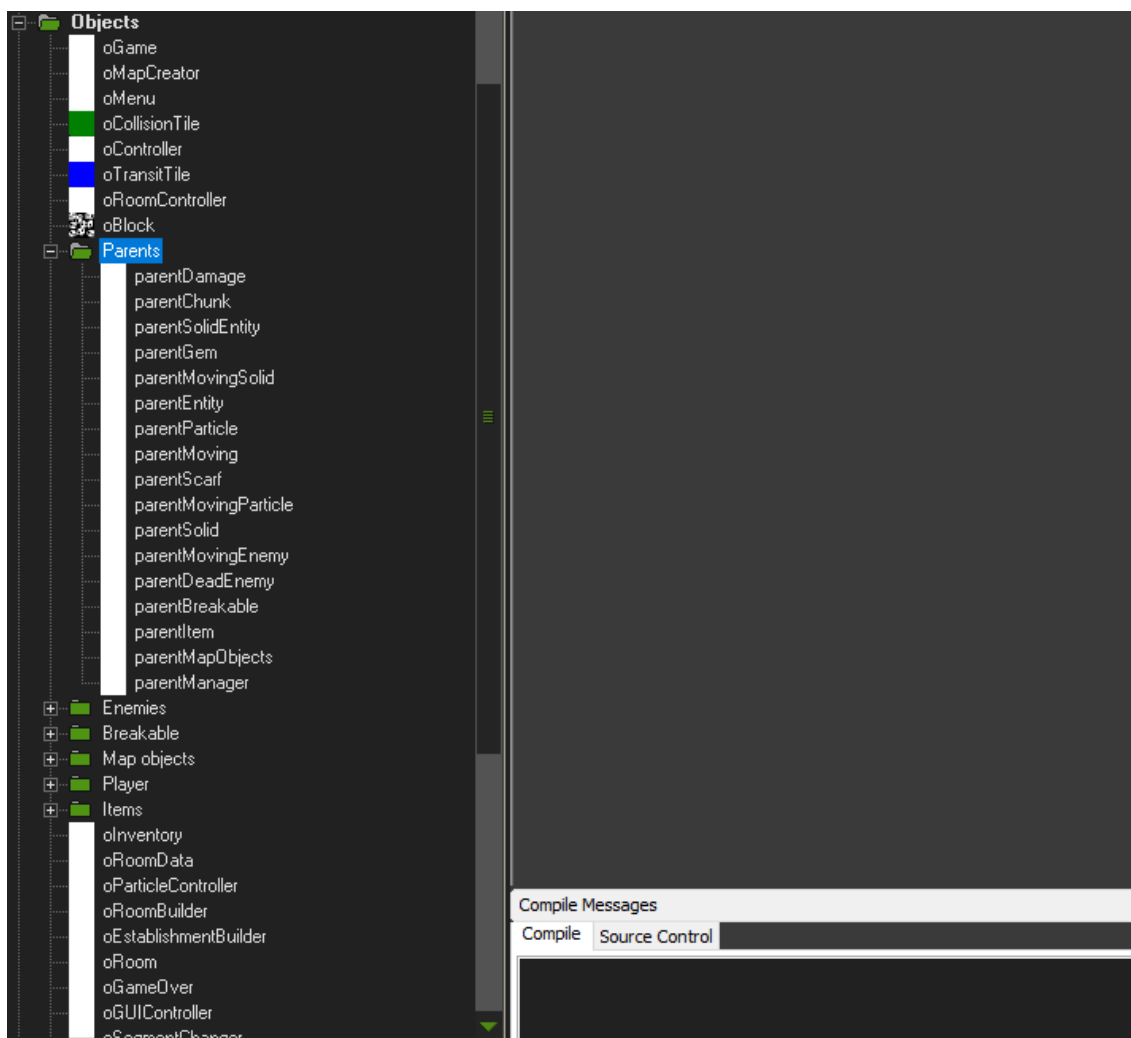 Objects
oGame
oMapCreator
oMenu
oCollisionTile
oController
oTransitTile
oRoomController
oBlock
Parents
parentDamage
parentChunk
parentSolidEntity
parentGem
parentMovingSolid
parentEntity
parentParticle
parentMoving
parentScarf
parentMovingParticle
parentSolid
parentMovingEnemy
parentDeadEnemy
parentBreakable
parentItem
parentMapObjects
parentManager
Enemies
Breakable
Map objects
Player
Items
oInventory
oRoomData
oParticleController
oRoomBuilder
oEstablishmentBuilder
oRoom
oGameOver
oGUIController
oSegmentChanger
Compile Messages
Compile Source Control